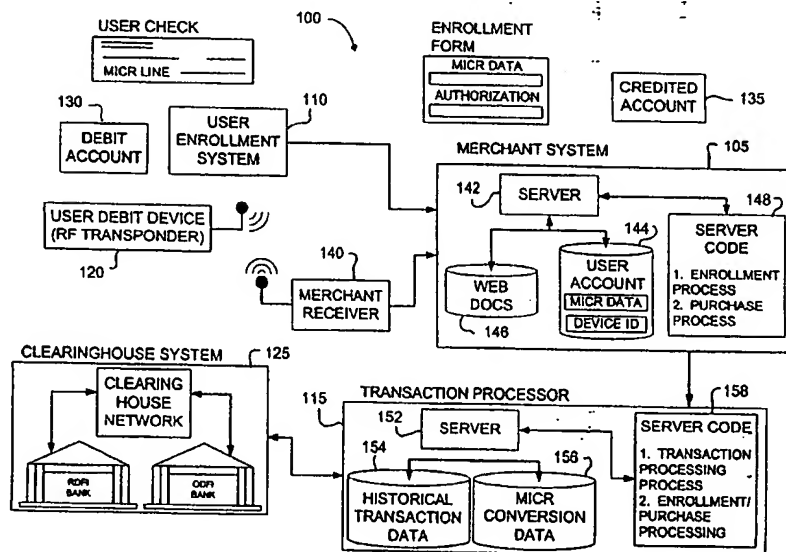 USER CHECK
MICR LINE
100
ENROLLMENT
FORM
MICR DATA
AUTHORIZATION
CREDITED
ACCOUNT
135
130
DEBIT
ACCOUNT
110
USER
ENROLLMENT
SYSTEM
MERCHANT SYSTEM
105
142
SERVER
148
SERVER
CODE
1. ENROLLMENT
PROCESS
2. PURCHASE
PROCESS
144
USER
ACCOUNT
MICR DATA
DEVICE ID
WEB
DOCS
146
USER DEBIT DEVICE
(RF TRANSPONDER)
120
140
MERCHANT
RECEIVER
CLEARINGHOUSE SYSTEM
125
CLEARING
HOUSE
NETWORK
RDFI
BANK
ODFI
BANK
TRANSACTION PROCESSOR
115
152
SERVER
154
HISTORICAL
TRANSACTION
DATA
156
MICR
CONVERSION
DATA
158
SERVER CODE
1. TRANSACTION
PROCESSING
PROCESS
2. ENROLLMENT/
PURCHASE
PROCESSING